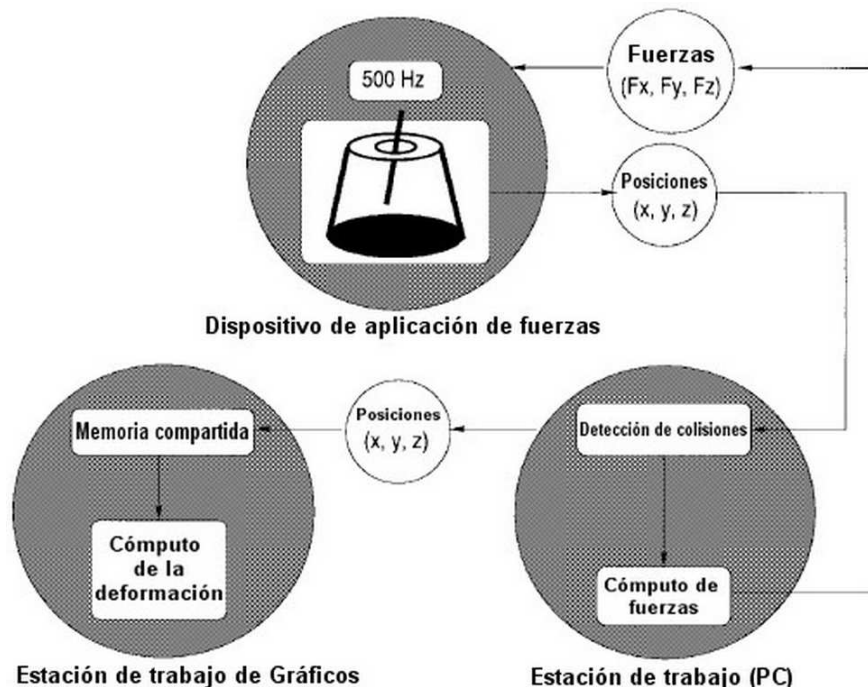 Fuerzas
(Fx, Fy, Fz)
500 Hz
Posiciones
(x, y, z)
Dispositivo de aplicación de fuerzas
Memoria compartida
Posiciones
(x, y, z)
Detección de colisiones
Cómputo
de la
deformación
Cómputo de
fuerzas
Estación de trabajo de Gráficos
Estación de trabajo (PC)